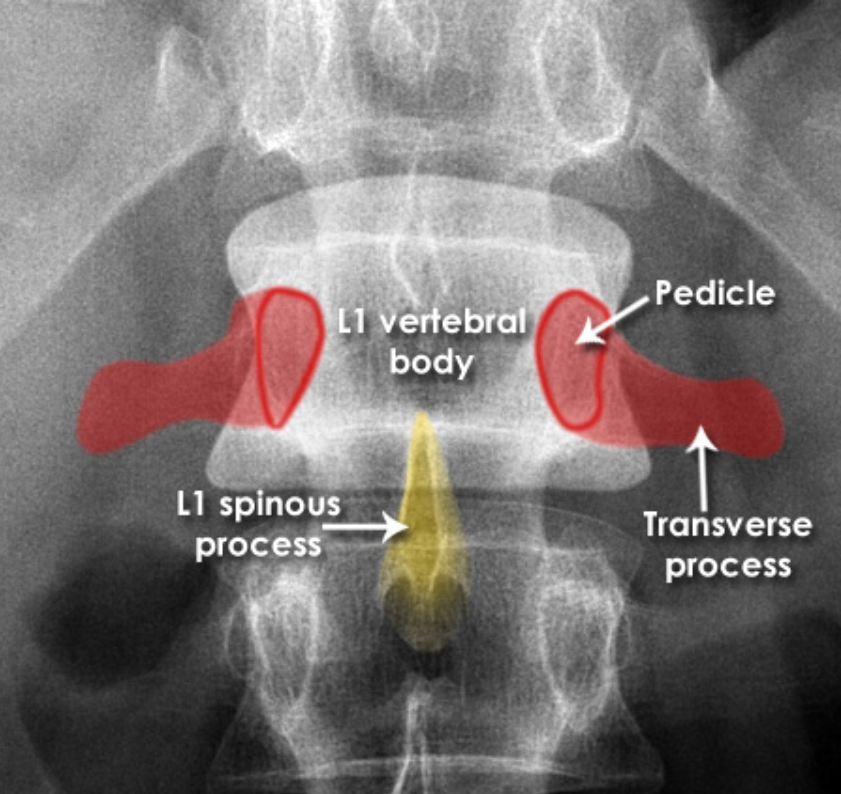 Pedicle
L1 vertebral
body
L1 spinous
process
Transverse
process